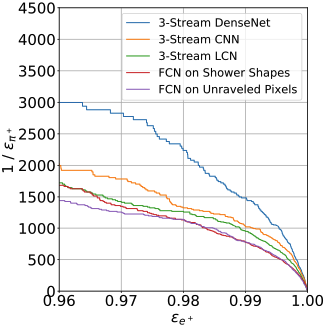 4500
4000
3500
3000
2500
2000
1500
1000
500
0
1 / επ+
3-Stream DenseNet
3-Stream CNN
3-Stream LCN
FCN on Shower Shapes
FCN on Unraveled Pixels
0.96 0.97 0.98 0.99 1.00
εe+